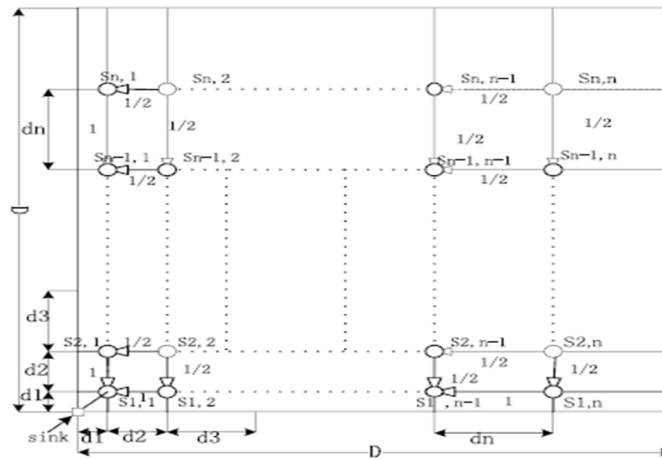 Sn,1 Sn,2 Sn,n-1 Sn,n
1/2 1/2
dn 1 1/2 1/2 1/2
Sn-1,1 Sn-1,2 Sn-1,n-1 Sn-1,n
1/2 1/2
D
d3
S2,1 1/2 S2,2 S2,n-1 S2,n
1/2
d2 1 1/2 1/2 1/2
d1 1 1
S1,1 S1,2 S1,n-1 S1,n
sink d1 d2 d3 dn
D